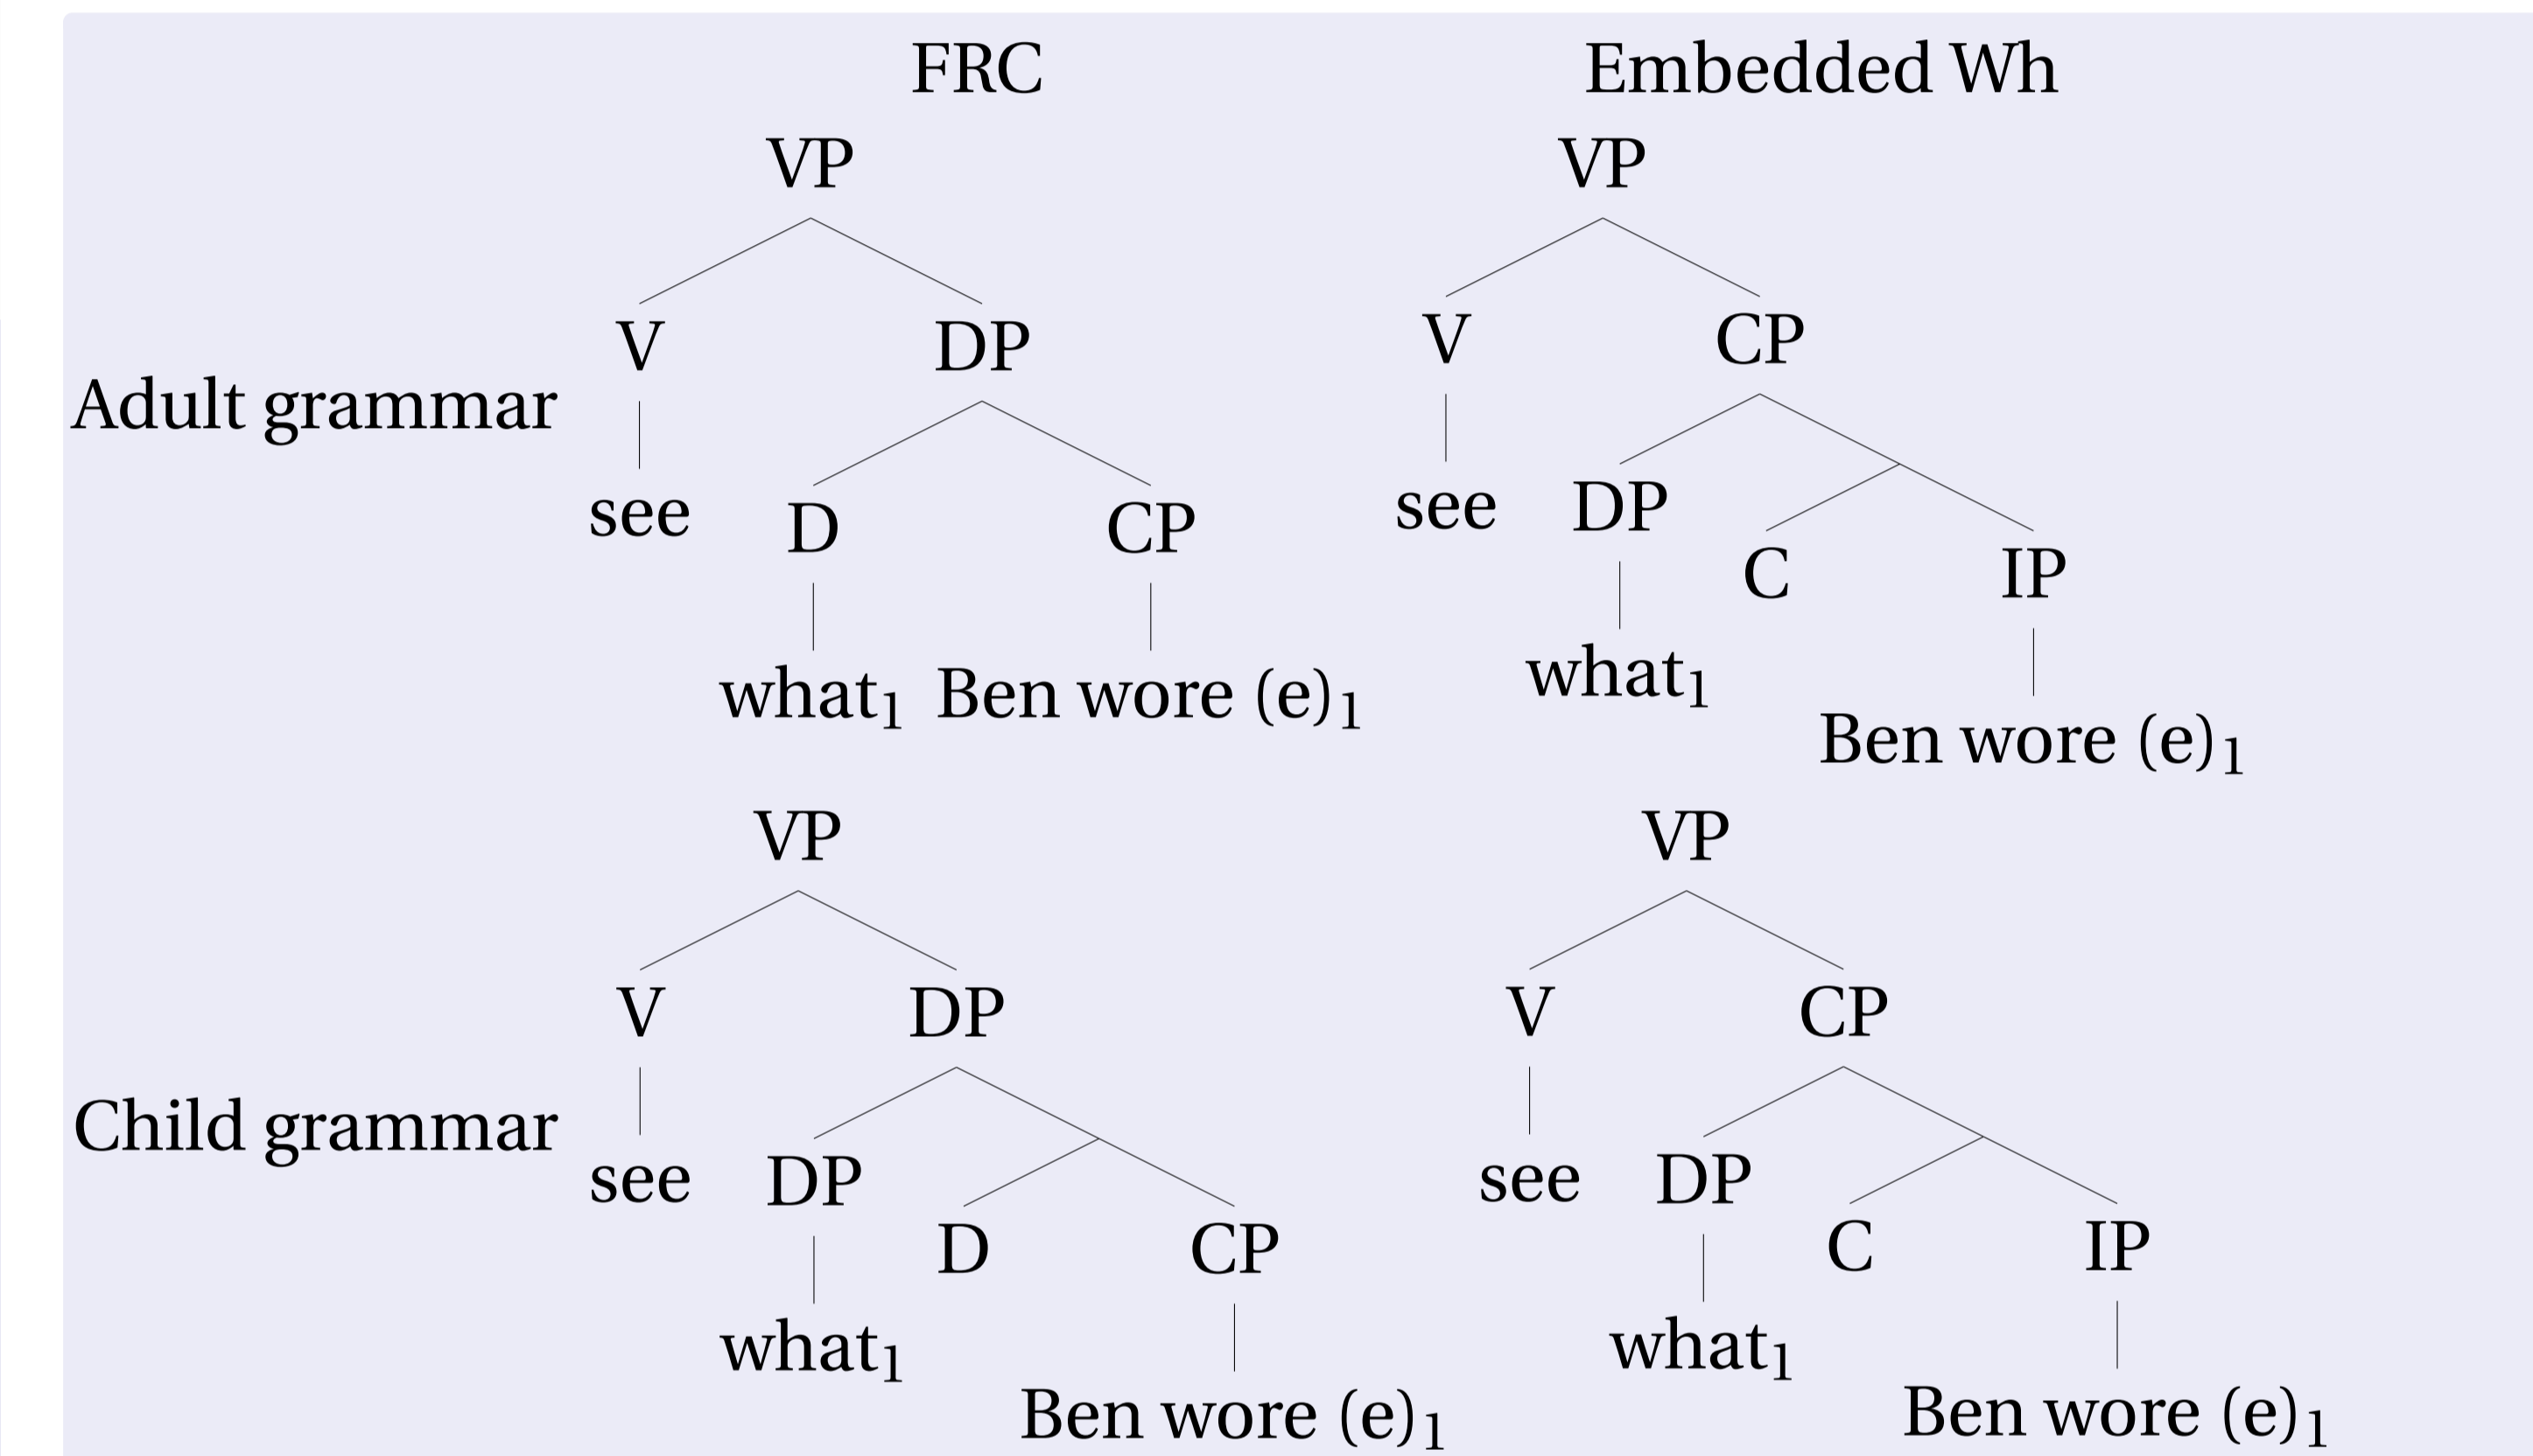 FRC Embedded Wh
VP VP
V DP V CP
Adult grammar
see D CP see DP
C IP
what₁ Ben wore (e)₁ what₁
Ben wore (e)₁
VP VP
V DP V CP
Child grammar
see DP see DP
D CP C IP
what₁ what₁
Ben wore (e)₁ Ben wore (e)₁